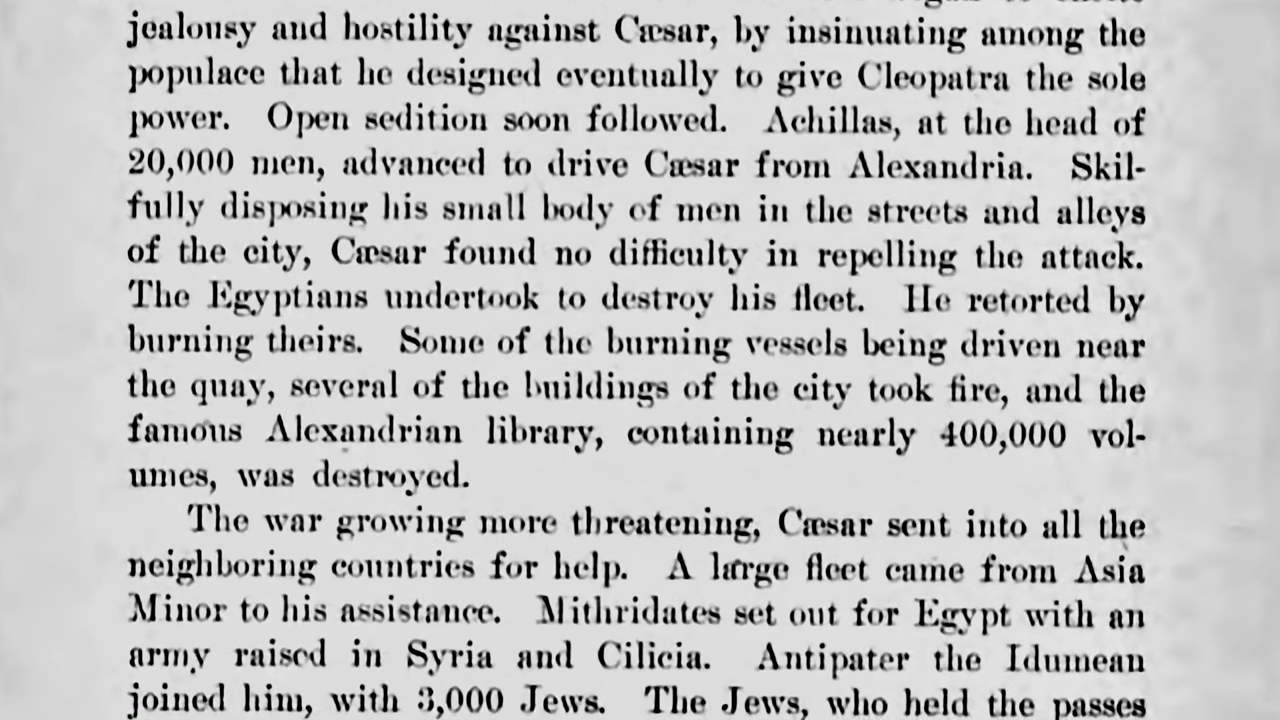 jealousy and hostility against Cæsar, by insinuating among the
populace that he designed eventually to give Cleopatra the sole
power. Open sedition soon followed. Achillas, at the head of
20,000 men, advanced to drive Cæsar from Alexandria. Skil-
fully disposing his small body of men in the streets and alleys
of the city, Cæsar found no difficulty in repelling the attack.
The Egyptians undertook to destroy his fleet. He retorted by
burning theirs. Some of the burning vessels being driven near
the quay, several of the buildings of the city took fire, and the
famous Alexandrian library, containing nearly 400,000 vol-
umes, was destroyed.
The war growing more threatening, Cæsar sent into all the
neighboring countries for help. A large fleet came from Asia
Minor to his assistance. Mithridates set out for Egypt with an
army raised in Syria and Cilicia. Antipater the Idumean
joined him, with 3,000 Jews. The Jews, who held the passes